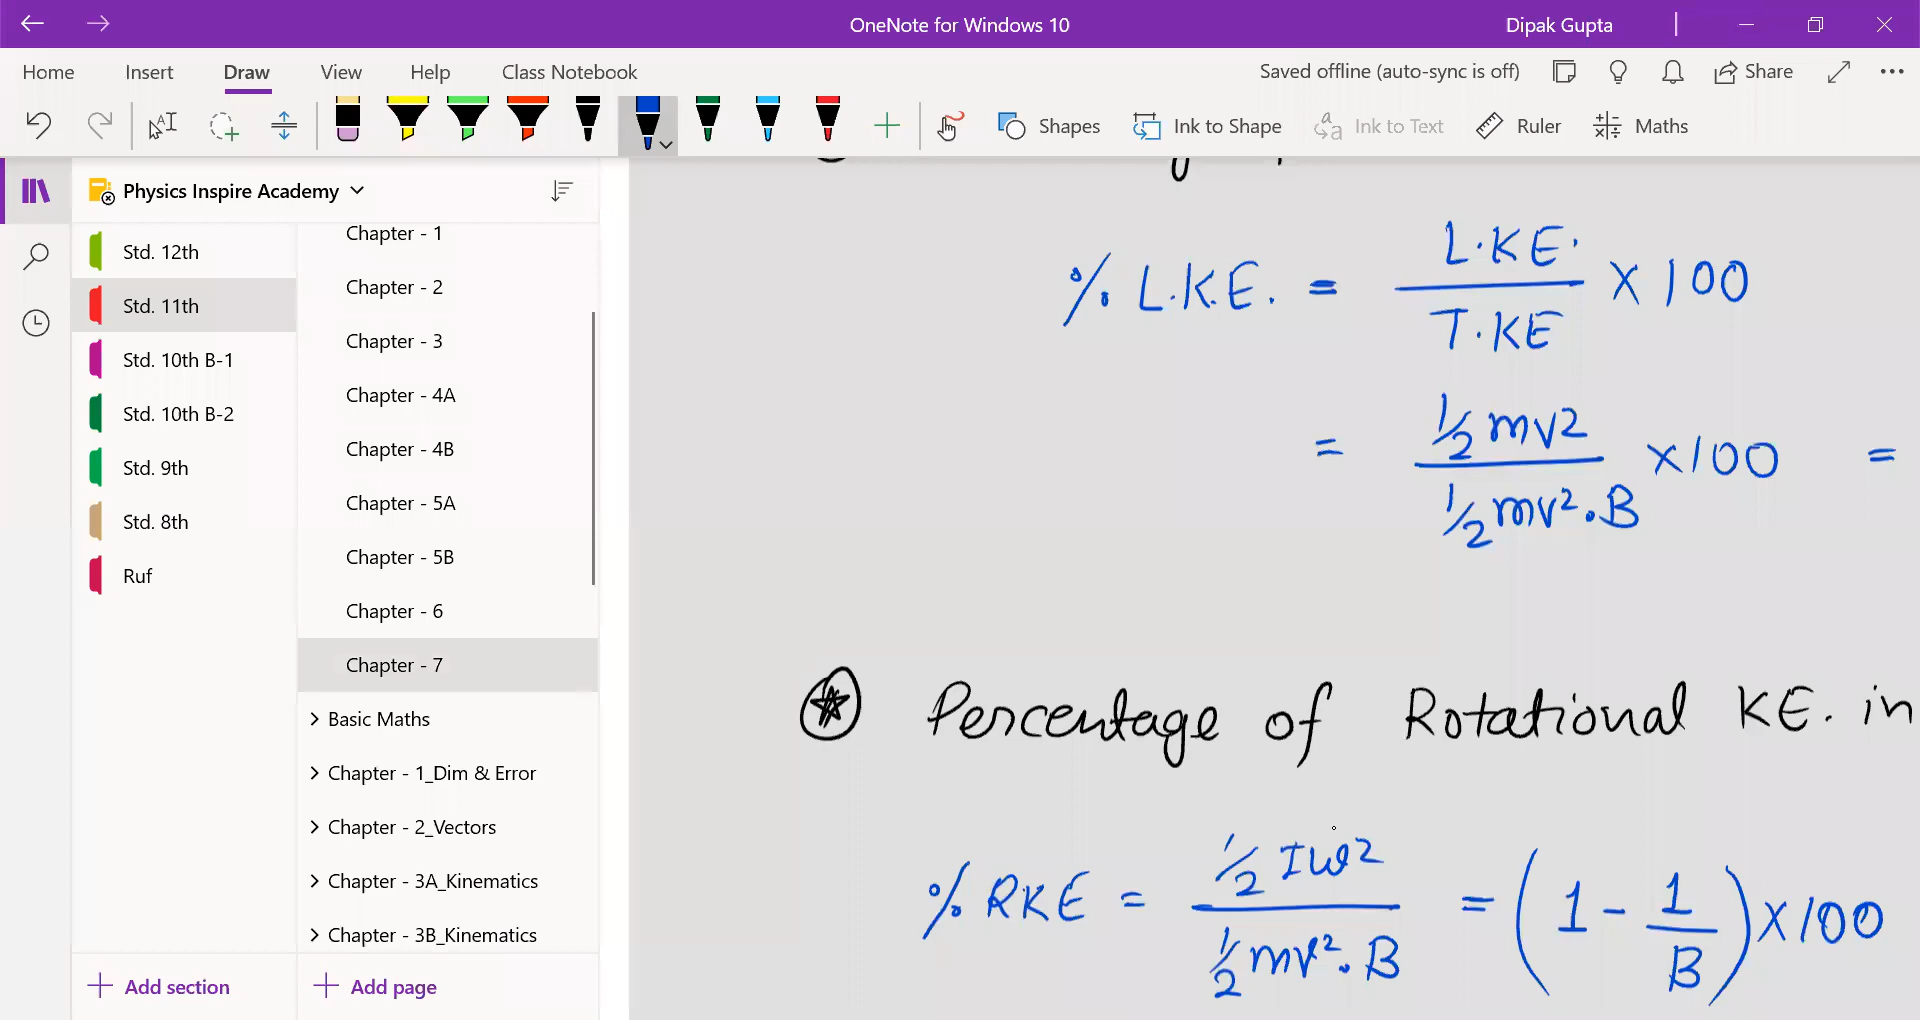 OneNote for Windows 10
Dipak Gupta
Home Insert Draw View Help Class Notebook
Saved offline (auto-sync is off) Share
Shapes Ink to Shape Ink to Text Ruler Maths
Physics Inspire Academy
Std. 12th
Std. 11th
Std. 10th B-1
Std. 10th B-2
Std. 9th
Std. 8th
Ruf
Add section
Chapter - 1
Chapter - 2
Chapter - 3
Chapter - 4A
Chapter - 4B
Chapter - 5A
Chapter - 5B
Chapter - 6
Chapter - 7
Basic Maths
Chapter - 1_Dim & Error
Chapter - 2_Vectors
Chapter - 3A_Kinematics
Chapter - 3B_Kinematics
Add page
% L.K.E. = L.KE. / T.KE × 100
= ½ mv² / ½ mv².B × 100 =
Percentage of Rotational KE. in
% RKE = ½ Iω² / ½ mv².B = (1 - 1/B) × 100